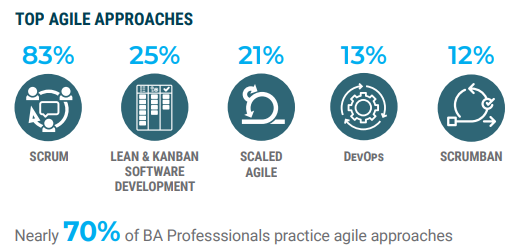 TOP AGILE APPROACHES
83% 25% 21% 13% 12%
SCRUM
LEAN & KANBAN
SOFTWARE
DEVELOPMENT
SCALED
AGILE
DEVOPS
SCRUMBAN
Nearly 70% of BA Professsionals practice agile approaches